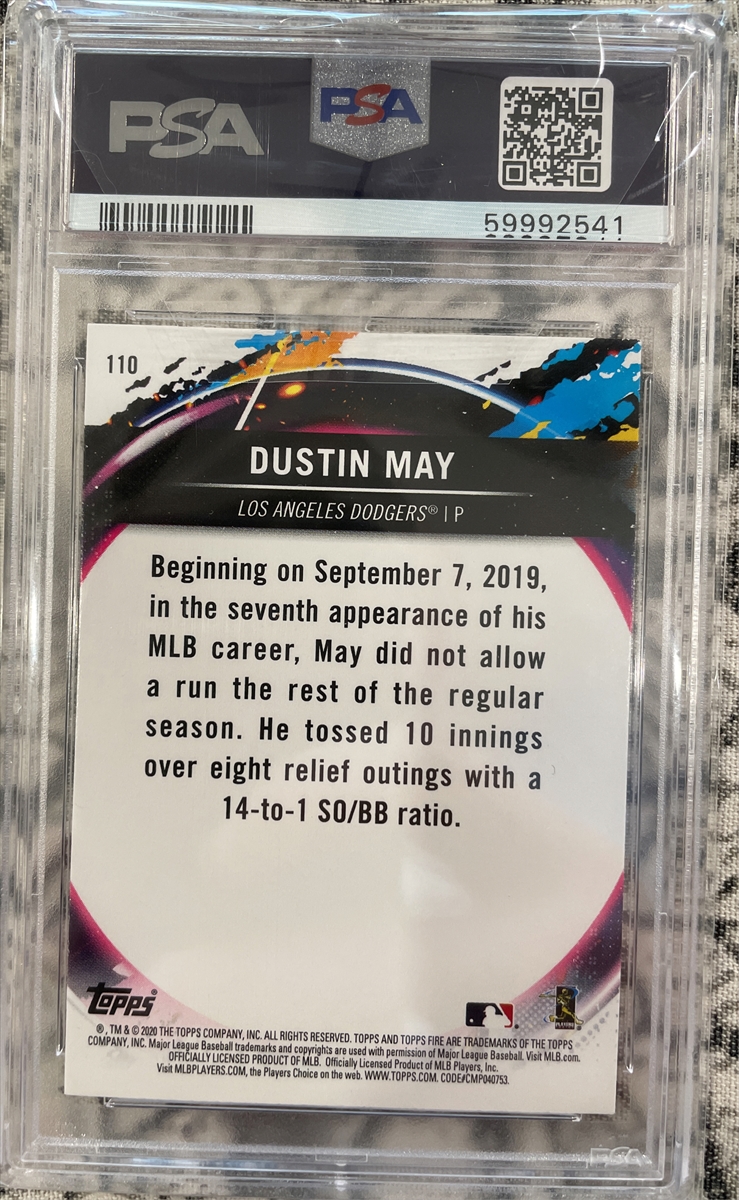 PSA
PSA
59992541
110
DUSTIN MAY
LOS ANGELES DODGERS® | P
Beginning on September 7, 2019,
in the seventh appearance of his
MLB career, May did not allow
a run the rest of the regular
season. He tossed 10 innings
over eight relief outings with a
14-to-1 SO/BB ratio.
TOPPS®
®, TM & © 2020 THE TOPPS COMPANY, INC. ALL RIGHTS RESERVED. TOPPS AND TOPPS FIRE ARE TRADEMARKS OF THE TOPPS
COMPANY, INC. Major League Baseball trademarks and copyrights are used with permission of Major League Baseball. Visit MLB.com.
OFFICIALLY LICENSED PRODUCT OF MLB. Officially Licensed Product of MLB Players, Inc.
Visit MLBPLAYERS.COM, the Players Choice on the web. WWW.TOPPS.COM. CODE#CMP040753.